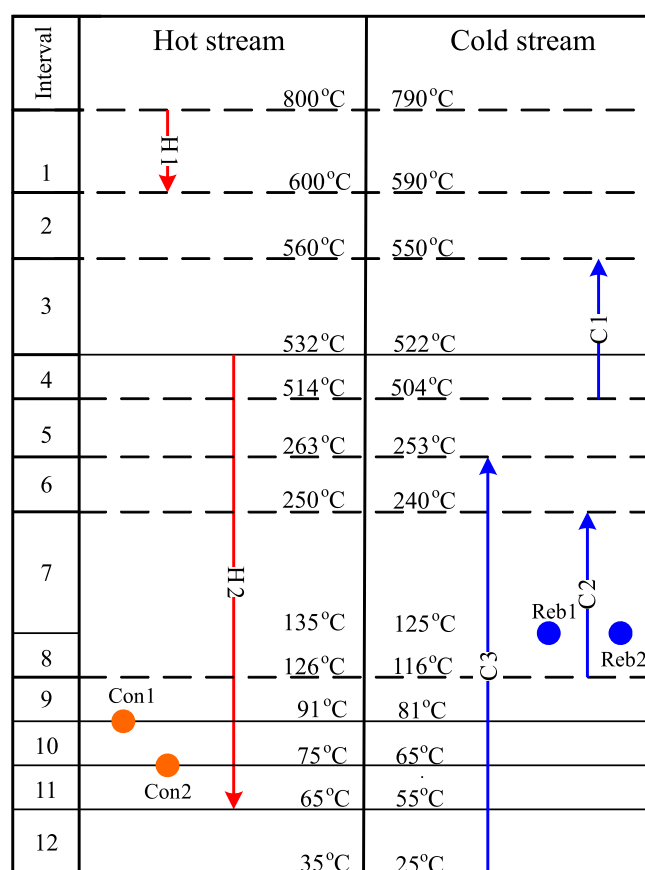 Interval Hot stream Cold stream
800°C 790°C
H1
1 600°C 590°C
2 560°C 550°C
3 532°C 522°C
C1
4 514°C 504°C
5 263°C 253°C
6 250°C 240°C
7 H2 C2
135°C 125°C Reb1 Reb2
8 126°C 116°C C3
9 Con1 91°C 81°C
10 75°C 65°C
11 Con2 65°C 55°C
12 35°C 25°C